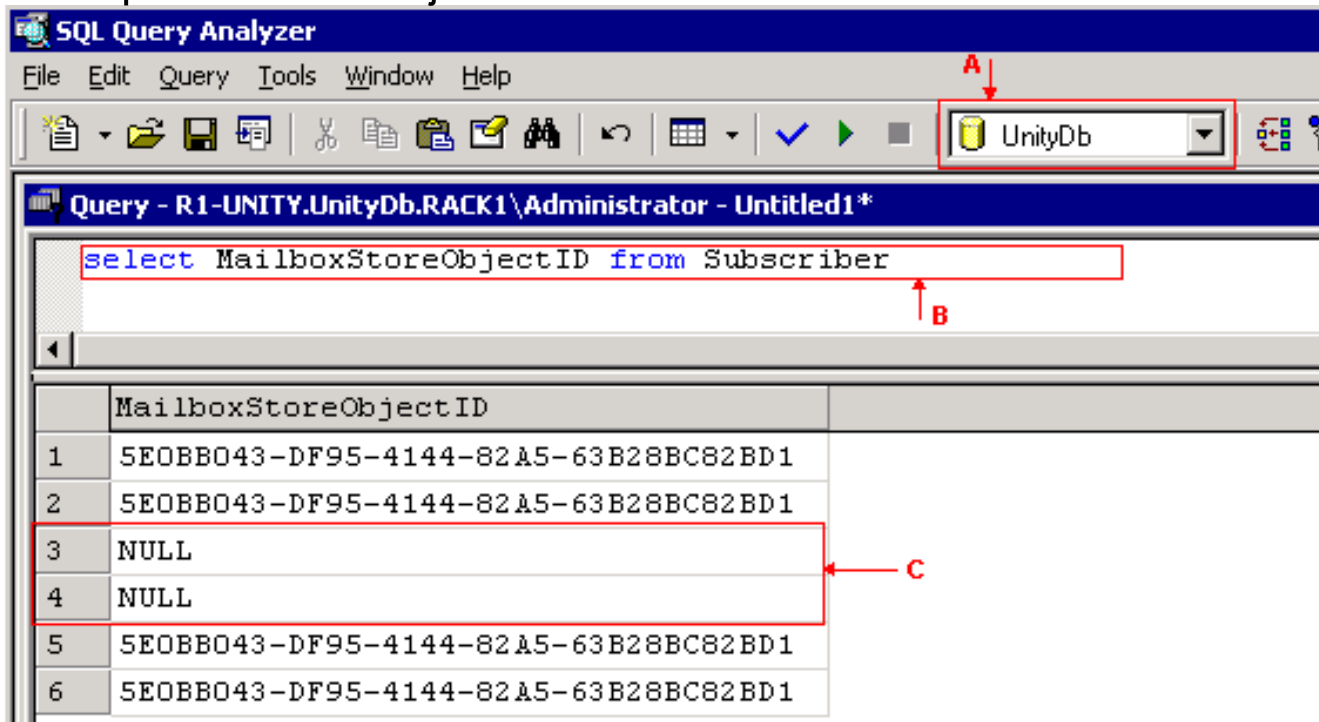 SQL Query Analyzer
File Edit Query Tools Window Help
A
UnityDb
Query - R1-UNITY.UnityDb.RACK1\Administrator - Untitled1*
select MailboxStoreObjectID from Subscriber
B
MailboxStoreObjectID
1 5E0BB043-DF95-4144-82A5-63B28BC82BD1
2 5E0BB043-DF95-4144-82A5-63B28BC82BD1
3 NULL
C
4 NULL
5 5E0BB043-DF95-4144-82A5-63B28BC82BD1
6 5E0BB043-DF95-4144-82A5-63B28BC82BD1